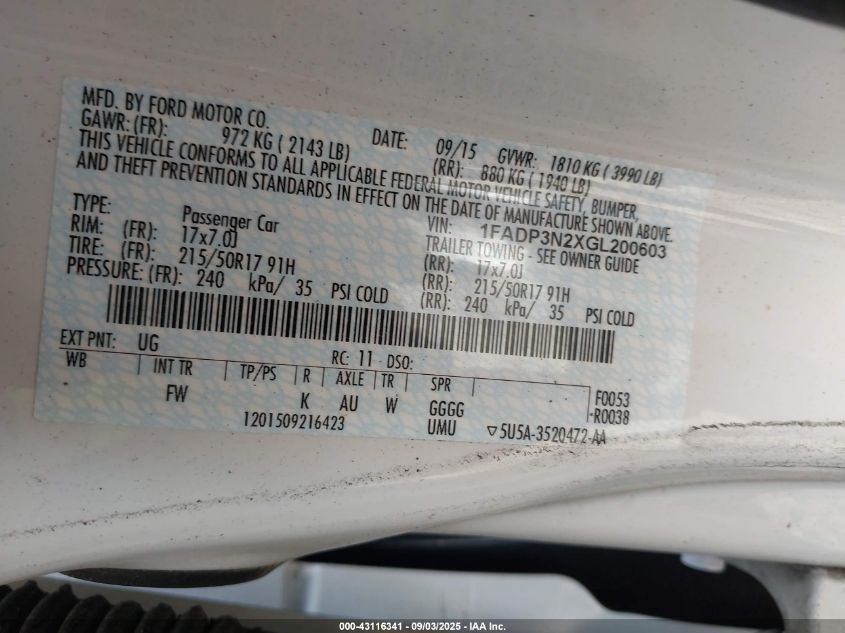 MFD. BY FORD MOTOR CO.
DATE: 09/15 GVWR: 1810 KG ( 3990 LB)
GAWR: (FR): 972 KG ( 2143 LB) (RR): 880 KG ( 1940 LB)
THIS VEHICLE CONFORMS TO ALL APPLICABLE FEDERAL MOTOR VEHICLE SAFETY, BUMPER,
AND THEFT PREVENTION STANDARDS IN EFFECT ON THE DATE OF MANUFACTURE SHOWN ABOVE.
VIN: 1FADP3N2XGL200603
TYPE: Passenger Car TRAILER TOWING - SEE OWNER GUIDE
RIM: (FR): 17x7.0J (RR): 17x7.0J
TIRE: (FR): 215/50R17 91H (RR): 215/50R17 91H
PRESSURE: (FR): 240 kPa/ 35 PSI COLD (RR): 240 kPa/ 35 PSI COLD
EXT PNT: UG RC: 11 DSO:
WB INT TR TP/PS R AXLE TR SPR F0053
FW K AU W GGGG -R0038
1201509216423 UMU ▽5U5A-3520472-AA
000-43116341 - 09/03/2025 - IAA Inc.